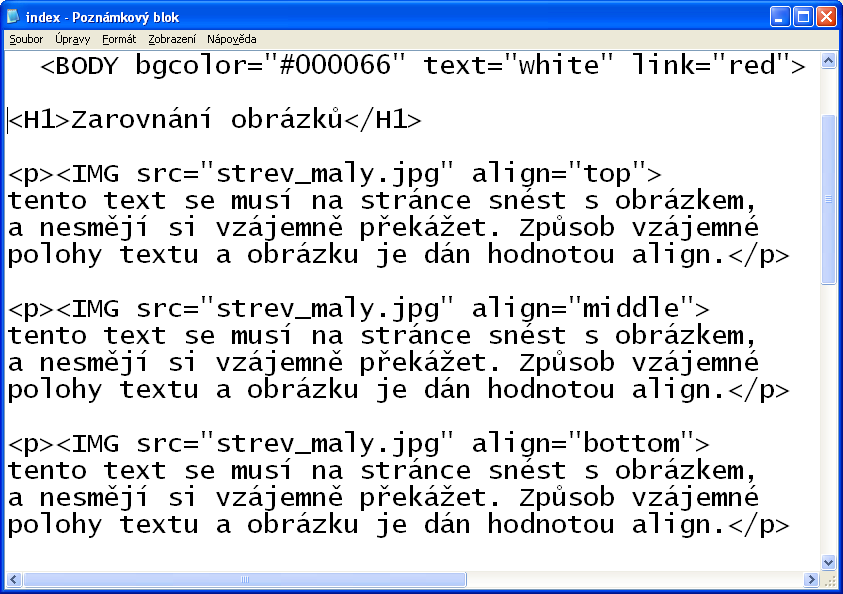 index - Poznámkový blok
Soubor Úpravy Formát Zobrazení Nápověda
<BODY bgcolor="#000066" text="white" link="red">
<H1>Zarovnání obrázků</H1>
<p><IMG src="strev_maly.jpg" align="top">
tento text se musí na stránce snést s obrázkem,
a nesmějí si vzájemně překážet. Způsob vzájemné
polohy textu a obrázku je dán hodnotou align.</p>
<p><IMG src="strev_maly.jpg" align="middle">
tento text se musí na stránce snést s obrázkem,
a nesmějí si vzájemně překážet. Způsob vzájemné
polohy textu a obrázku je dán hodnotou align.</p>
<p><IMG src="strev_maly.jpg" align="bottom">
tento text se musí na stránce snést s obrázkem,
a nesmějí si vzájemně překážet. Způsob vzájemné
polohy textu a obrázku je dán hodnotou align.</p>